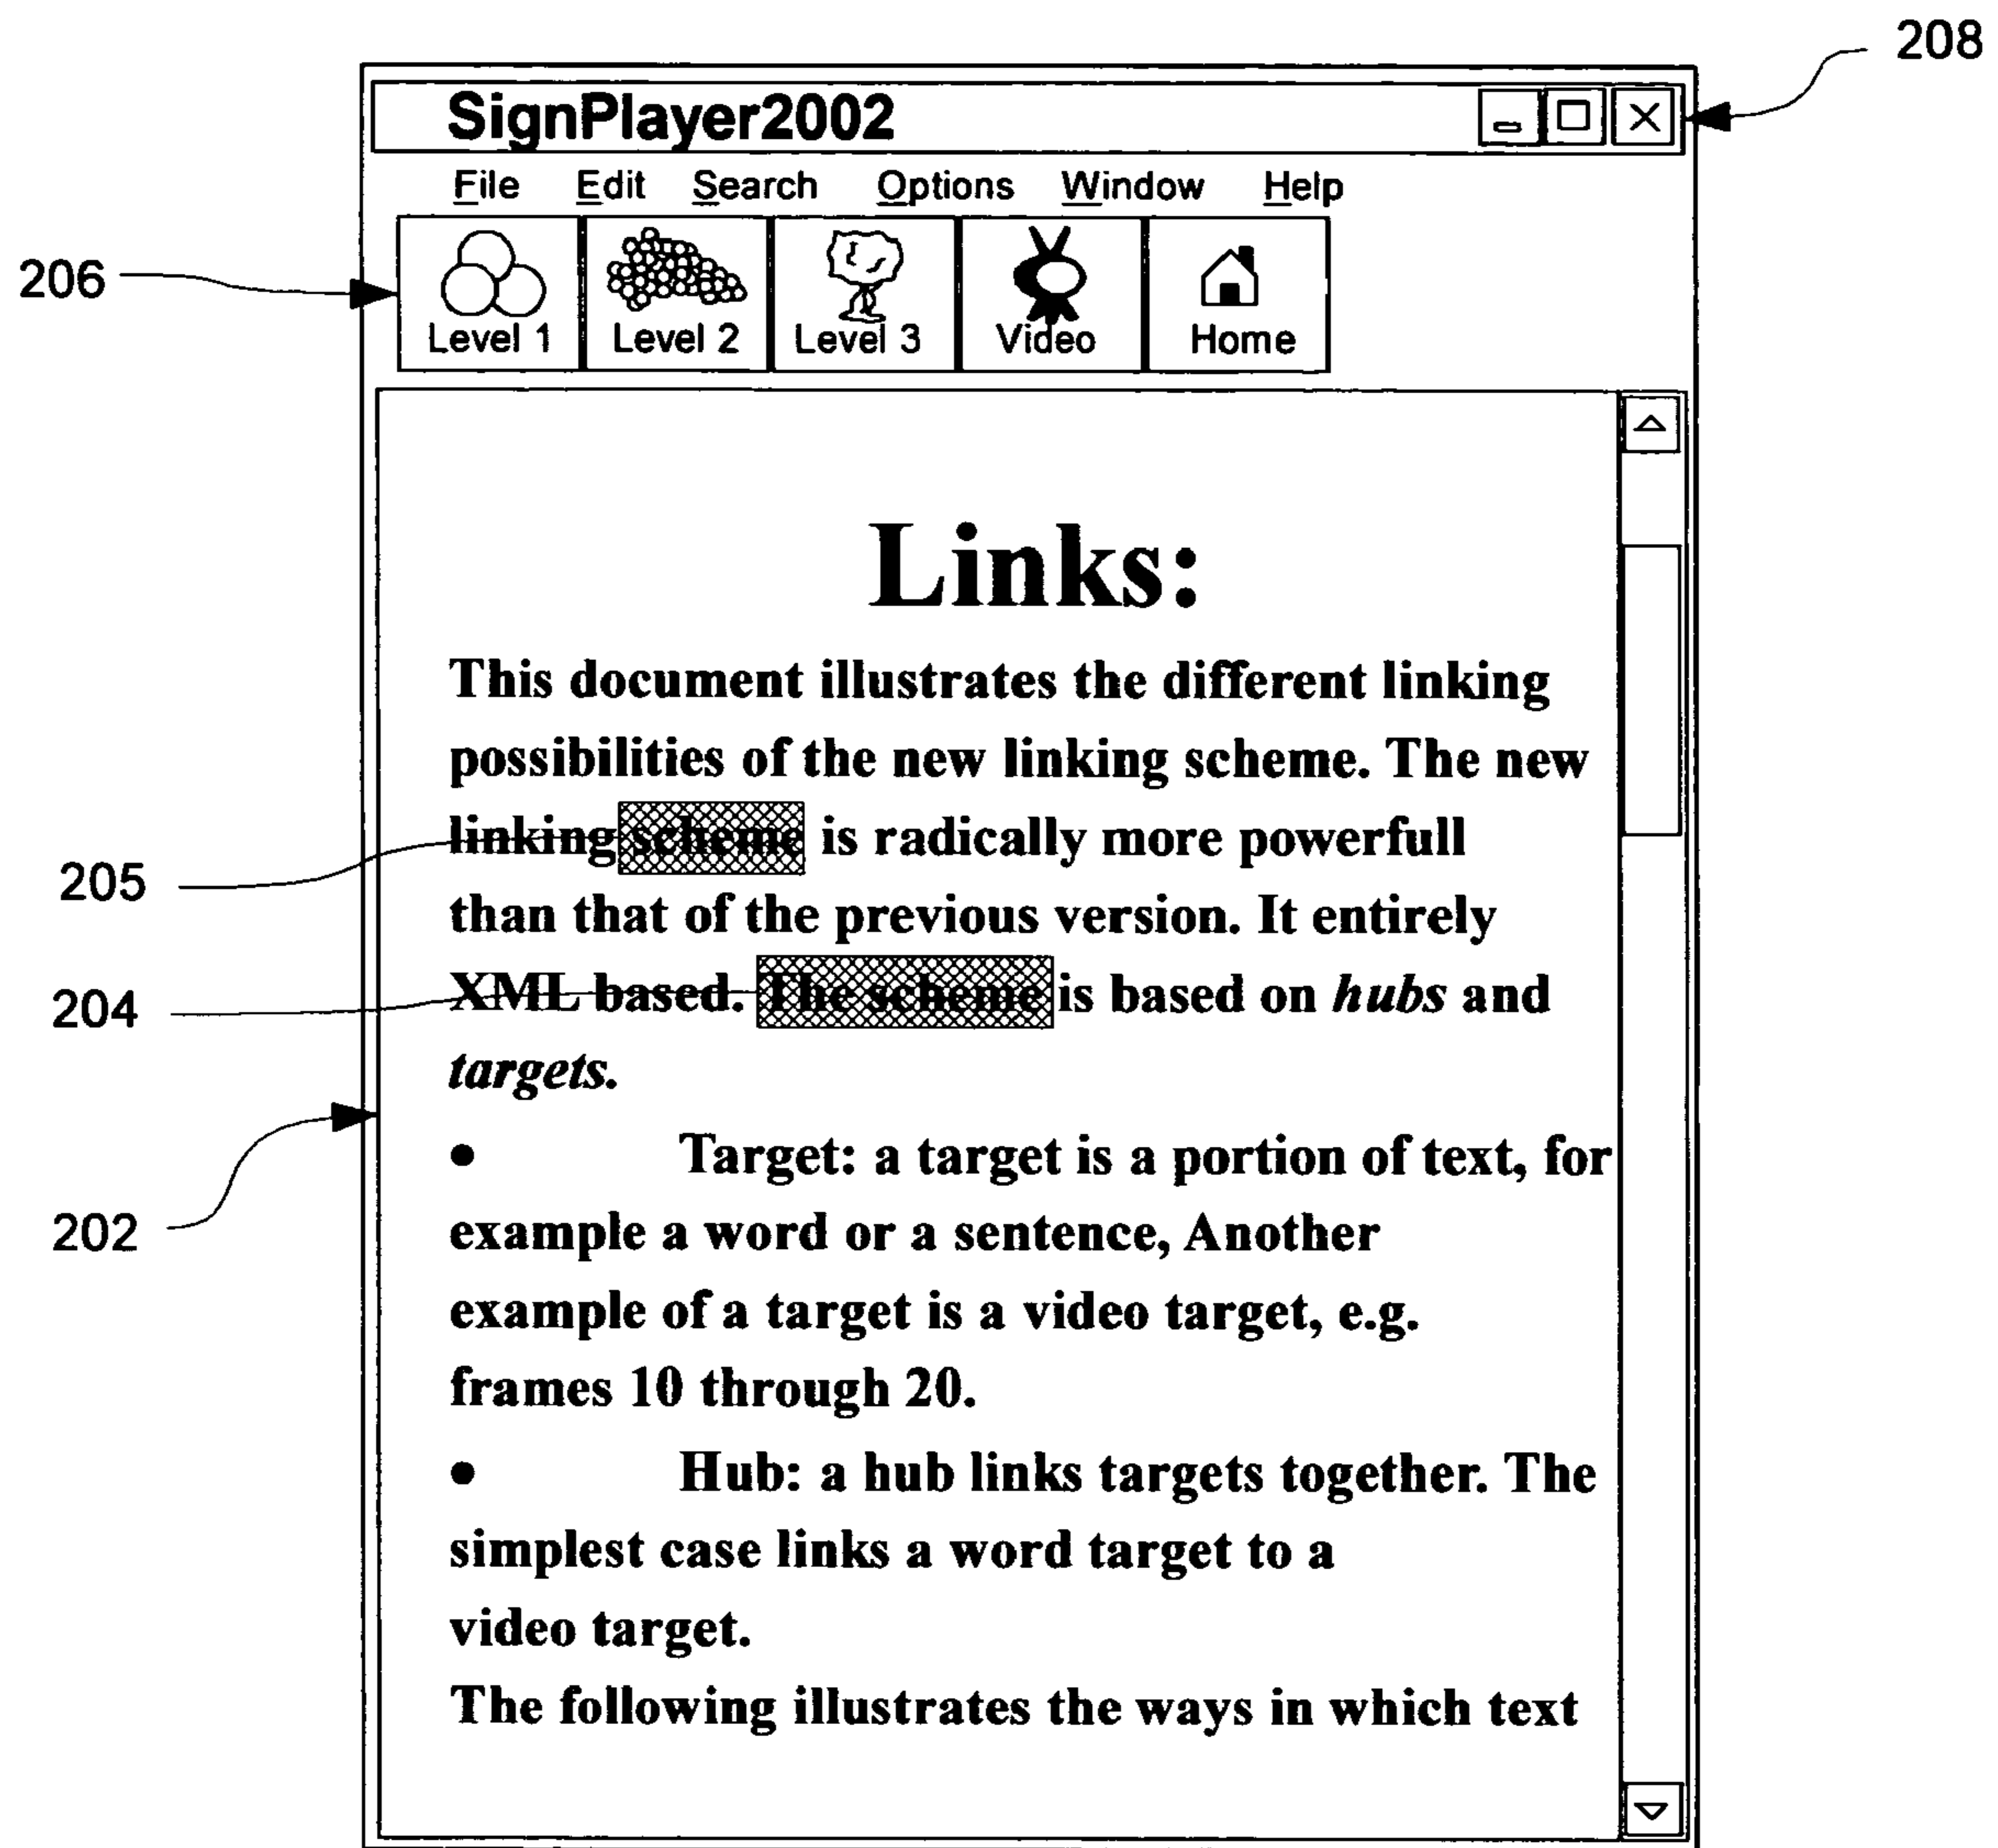 208
SignPlayer2002
File Edit Search Options Window Help
206
Level 1 Level 2 Level 3 Video Home
Links:
This document illustrates the different linking
possibilities of the new linking scheme. The new
linking scheme is radically more powerfull
205
than that of the previous version. It entirely
XML based. The scheme is based on hubs and
204
targets.
• Target: a target is a portion of text, for
202
example a word or a sentence, Another
example of a target is a video target, e.g.
frames 10 through 20.
• Hub: a hub links targets together. The
simplest case links a word target to a
video target.
The following illustrates the ways in which text